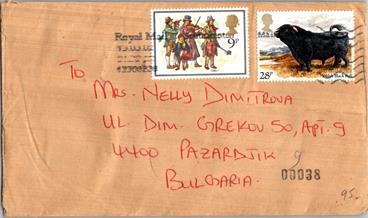 Royal Mail
9P
28P
TO
MRS. NELLY DIMITROVA
UL. DIM. GREKOV 50, APT. 9
4400 PAZARDJIK
BULGARIA.
00038
95.